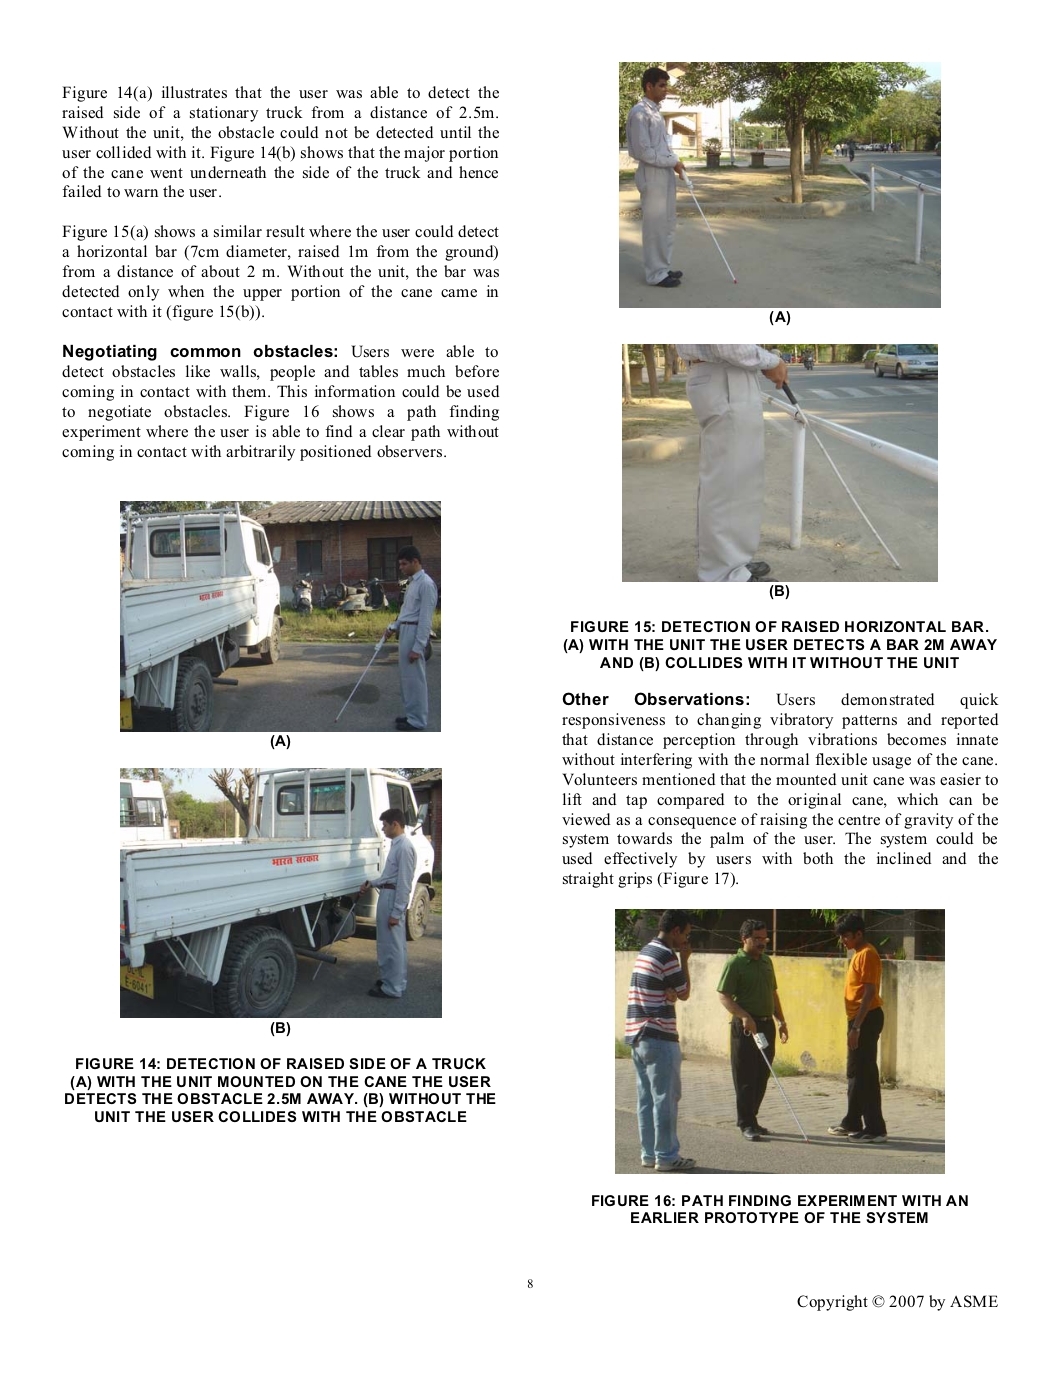 Figure 14(a) illustrates that the user was able to detect the
raised side of a stationary truck from a distance of 2.5m.
Without the unit, the obstacle could not be detected until the
user collided with it. Figure 14(b) shows that the major portion
of the cane went underneath the side of the truck and hence
failed to warn the user.
Figure 15(a) shows a similar result where the user could detect
a horizontal bar (7cm diameter, raised 1m from the ground)
from a distance of about 2 m. Without the unit, the bar was
detected only when the upper portion of the cane came in
contact with it (figure 15(b)).
Negotiating common obstacles: Users were able to
detect obstacles like walls, people and tables much before
coming in contact with them. This information could be used
to negotiate obstacles. Figure 16 shows a path finding
experiment where the user is able to find a clear path without
coming in contact with arbitrarily positioned observers.
भारत सरकार
(A)
भारत सरकार
E-6041
(B)
FIGURE 14: DETECTION OF RAISED SIDE OF A TRUCK
(A) WITH THE UNIT MOUNTED ON THE CANE THE USER
DETECTS THE OBSTACLE 2.5M AWAY. (B) WITHOUT THE
UNIT THE USER COLLIDES WITH THE OBSTACLE
(A)
(B)
FIGURE 15: DETECTION OF RAISED HORIZONTAL BAR.
(A) WITH THE UNIT THE USER DETECTS A BAR 2M AWAY
AND (B) COLLIDES WITH IT WITHOUT THE UNIT
Other Observations: Users demonstrated quick
responsiveness to changing vibratory patterns and reported
that distance perception through vibrations becomes innate
without interfering with the normal flexible usage of the cane.
Volunteers mentioned that the mounted unit cane was easier to
lift and tap compared to the original cane, which can be
viewed as a consequence of raising the centre of gravity of the
system towards the palm of the user. The system could be
used effectively by users with both the inclined and the
straight grips (Figure 17).
FIGURE 16: PATH FINDING EXPERIMENT WITH AN
EARLIER PROTOTYPE OF THE SYSTEM
8
Copyright © 2007 by ASME